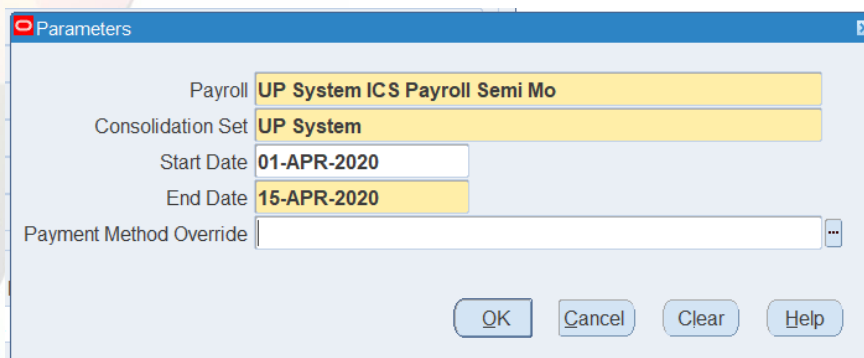 Parameters
Payroll UP System ICS Payroll Semi Mo
Consolidation Set UP System
Start Date 01-APR-2020
End Date 15-APR-2020
Payment Method Override
OK Cancel Clear Help